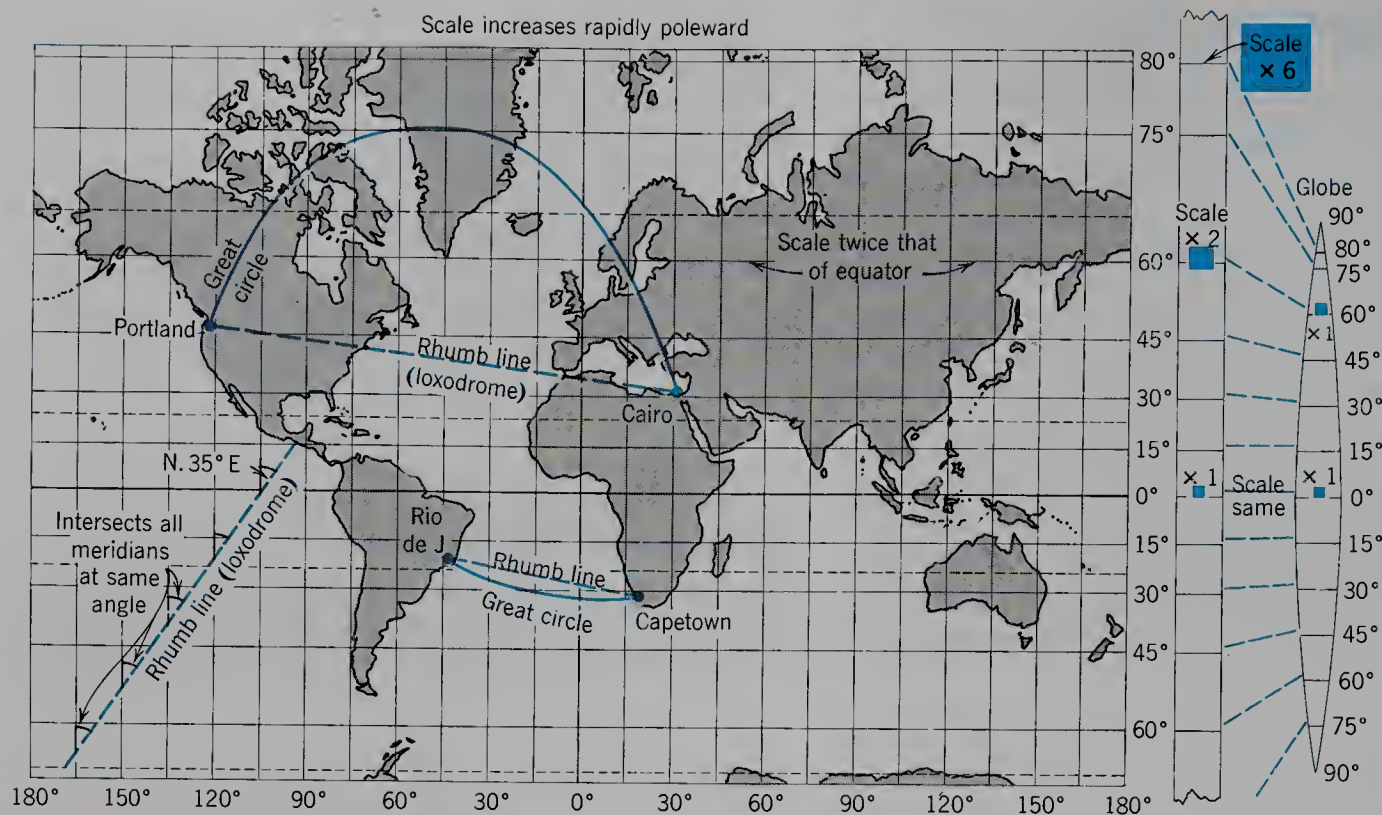 Scale increases rapidly poleward
80°
75°
60°
45°
30°
15°
0°
15°
30°
45°
60°
180°
150°
120°
90°
60°
30°
0°
30°
60°
90°
120°
150°
180°
Great
circle
Portland
Rhumb line
(loxodrome)
Cairo
Scale twice that
of equator
N. 35° E
Intersects all
meridians
at same
angle
Rhumb line (loxodrome)
Rio
de J.
Rhumb line
Great circle
Capetown
Scale
× 6
Scale
× 2
× 1
Scale
same
Globe
90°
80°
75°
60°
× 1
45°
30°
15°
× 1
0°
15°
30°
45°
60°
75°
90°